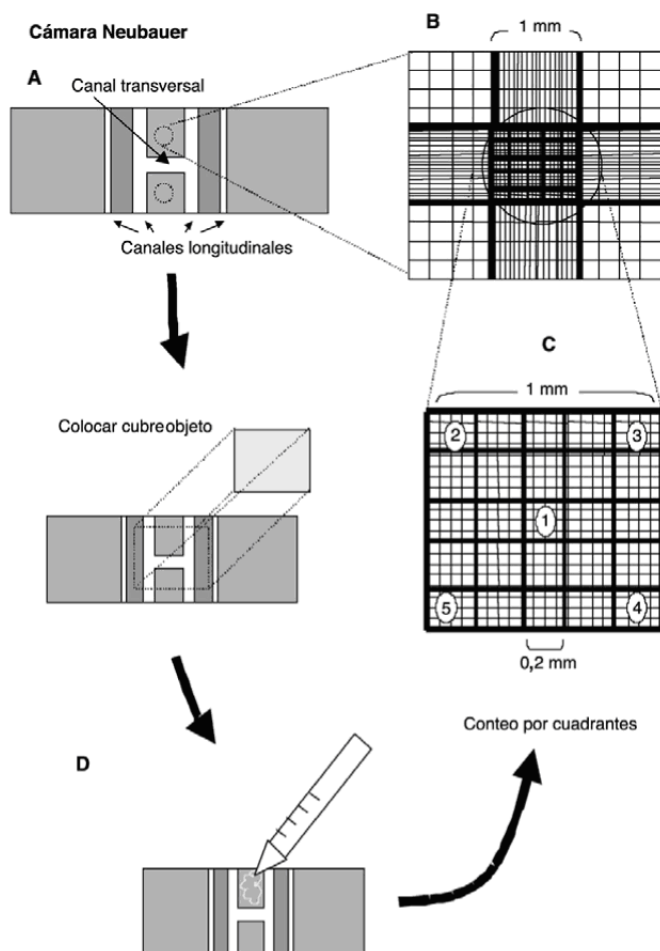 Cámara Neubauer
A
Canal transversal
Canales longitudinales
B
1 mm
C
1 mm
2
3
1
5
4
0,2 mm
Colocar cubreobjeto
Conteo por cuadrantes
D